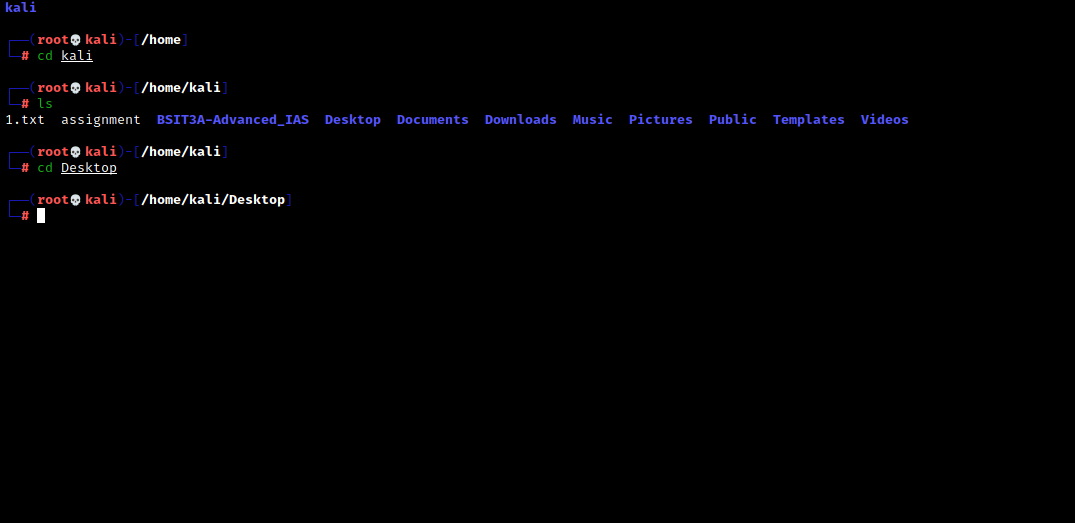 kali
┌──(root💀kali)-[/home]
└─# cd kali
┌──(root💀kali)-[/home/kali]
└─# ls
1.txt  assignment  BSIT3A-Advanced_IAS  Desktop  Documents  Downloads  Music  Pictures  Public  Templates  Videos
┌──(root💀kali)-[/home/kali]
└─# cd Desktop
┌──(root💀kali)-[/home/kali/Desktop]
└─#